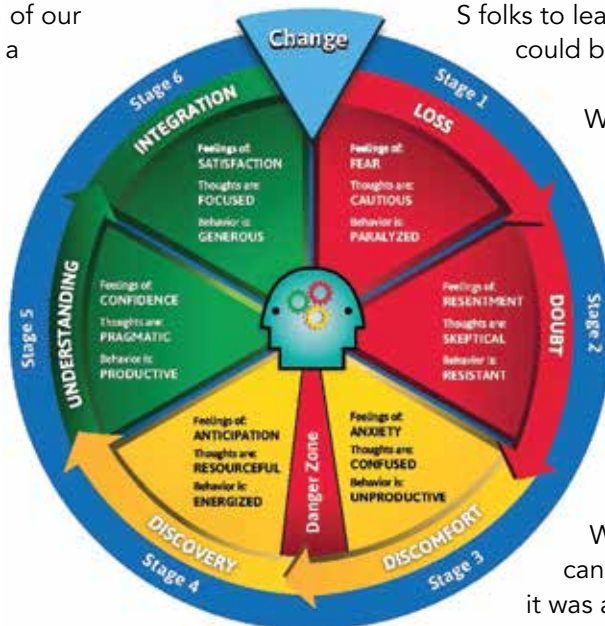 of our
a
S folks to lea
could b
W
W
can
it was a
Change
Stage 1
LOSS
Feelings of:
FEAR
Thoughts are:
CAUTIOUS
Behavior is:
PARALYZED
Stage 2
DOUBT
Feelings of:
RESENTMENT
Thoughts are:
SKEPTICAL
Behavior is:
RESISTANT
Stage 3
DISCOMFORT
Feelings of:
ANXIETY
Thoughts are:
CONFUSED
Behavior is:
UNPRODUCTIVE
Danger Zone
Stage 4
DISCOVERY
Feelings of:
ANTICIPATION
Thoughts are:
RESOURCEFUL
Behavior is:
ENERGIZED
Stage 5
UNDERSTANDING
Feelings of:
CONFIDENCE
Thoughts are:
PRAGMATIC
Behavior is:
PRODUCTIVE
Stage 6
INTEGRATION
Feelings of:
SATISFACTION
Thoughts are:
FOCUSED
Behavior is:
GENEROUS